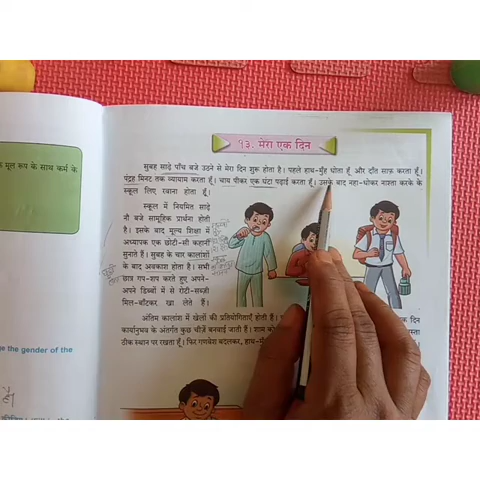 मूल रूप के साथ कर्म के
१३. मेरा एक दिन
सुबह साढ़े पाँच बजे उठने से मेरा दिन शुरू होता है। पहले हाथ-मुँह धोता हूँ और दाँत साफ़ करता हूँ।
पंद्रह मिनट तक व्यायाम करता हूँ। चाय पीकर एक घंटा पढ़ाई करता हूँ। उसके बाद नहा-धोकर नाश्ता करके के
स्कूल लिए रवाना होता हूँ।
स्कूल में नियमित साढ़े
नौ बजे सामूहिक प्रार्थना होती
है। इसके बाद मूल्य शिक्षा में
अध्यापक एक छोटी-सी कहानी
सुनाते हैं। सुबह के चार कालांशों
के बाद अवकाश होता है। सभी
छात्र गप-शप करते हुए अपने-
अपने डिब्बों में से रोटी-सब्ज़ी
मिल-बाँटकर खा लेते हैं।
अंतिम कालांश में खेलों की प्रतियोगिताएँ होती हैं। एक दिन
कार्यानुभव के अंतर्गत कुछ चीज़ें बनवाई जाती हैं। शाम को
ठीक स्थान पर रखता हूँ। फिर गणवेश बदलकर, हाथ-
ge the gender of the